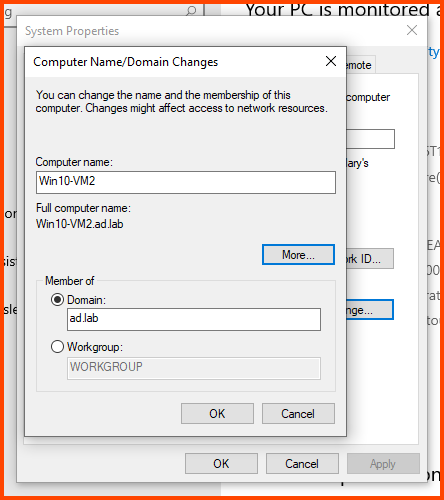 Your PC is monitored a
System Properties
Computer Name/Domain Changes
emote
You can change the name and the membership of this
computer. Changes might affect access to network resources.
computer
Computer name:
ary's
Win10-VM2
Full computer name:
Win10-VM2.ad.lab
More...
rk ID...
Member of
Domain:
nge...
ad.lab
Workgroup:
WORKGROUP
OK
Cancel
OK
Cancel
Apply